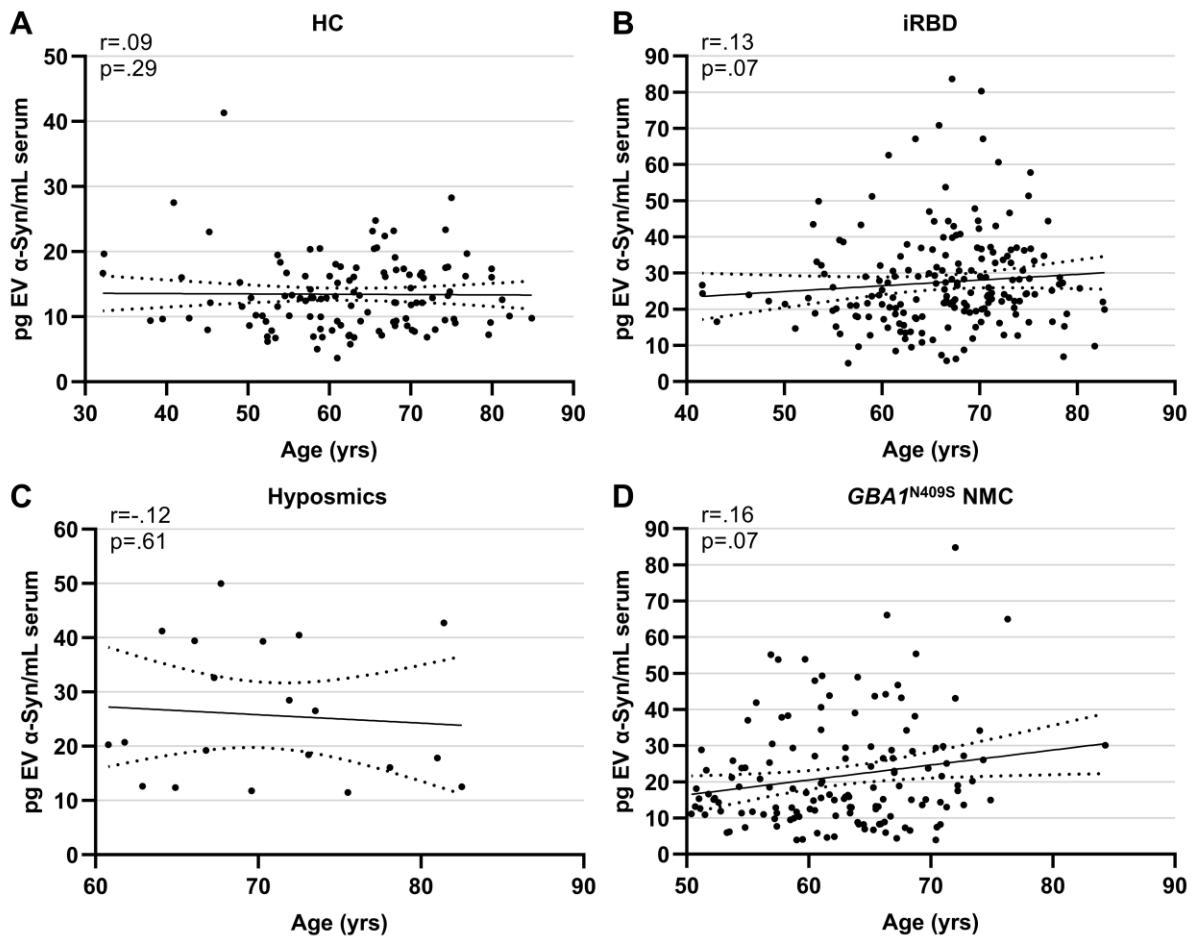 A
HC
r=.09
p=.29
50
40
30
20
10
0
pg EV α-Syn/mL serum
30 40 50 60 70 80 90
Age (yrs)
B
iRBD
r=.13
p=.07
90
80
70
60
50
40
30
20
10
0
pg EV α-Syn/mL serum
40 50 60 70 80 90
Age (yrs)
C
Hyposmics
r=-.12
p=.61
60
50
40
30
20
10
0
pg EV α-Syn/mL serum
60 70 80 90
Age (yrs)
D
GBA1ᴺ⁴⁰⁹ˢ NMC
r=.16
p=.07
90
80
70
60
50
40
30
20
10
0
pg EV α-Syn/mL serum
50 60 70 80 90
Age (yrs)